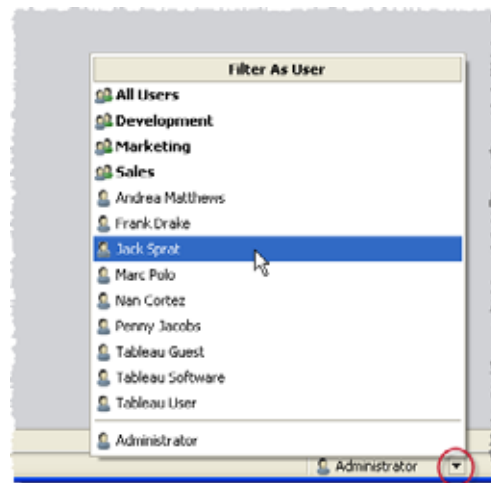 Filter As User
All Users
Development
Marketing
Sales
Andrea Matthews
Frank Drake
Jack Sprat
Marc Polo
Nan Cortez
Penny Jacobs
Tableau Guest
Tableau Software
Tableau User
Administrator
Administrator